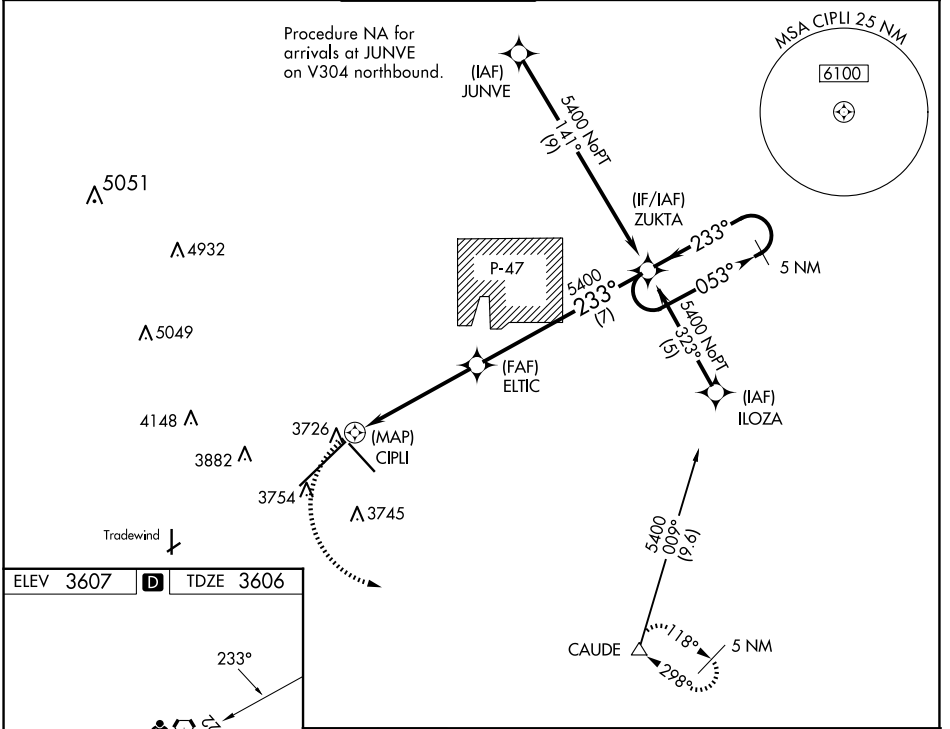 Procedure NA for
arrivals at JUNVE
on V304 northbound.
(IAF)
JUNVE
MSA CIPLI 25 NM
6100
5400 NoPT
141°
(9)
5051
4932
5049
4148
3882
P-47
(IF/IAF)
ZUKTA
233°
053°
5 NM
5400
233°
(7)
5400 NoPT
323°
(5)
(FAF)
ELTIC
(IAF)
ILOZA
3726
(MAP)
CIPLI
3754
3745
Tradewind
5400
009°
(9.6)
CAUDE
118°
298°
5 NM
ELEV 3607 D TDZE 3606
233°
22